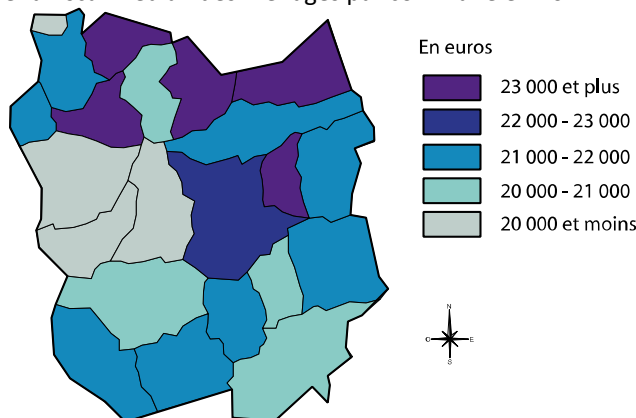 En euros
23 000 et plus
22 000 - 23 000
21 000 - 22 000
20 000 - 21 000
20 000 et moins
N
O
E
S